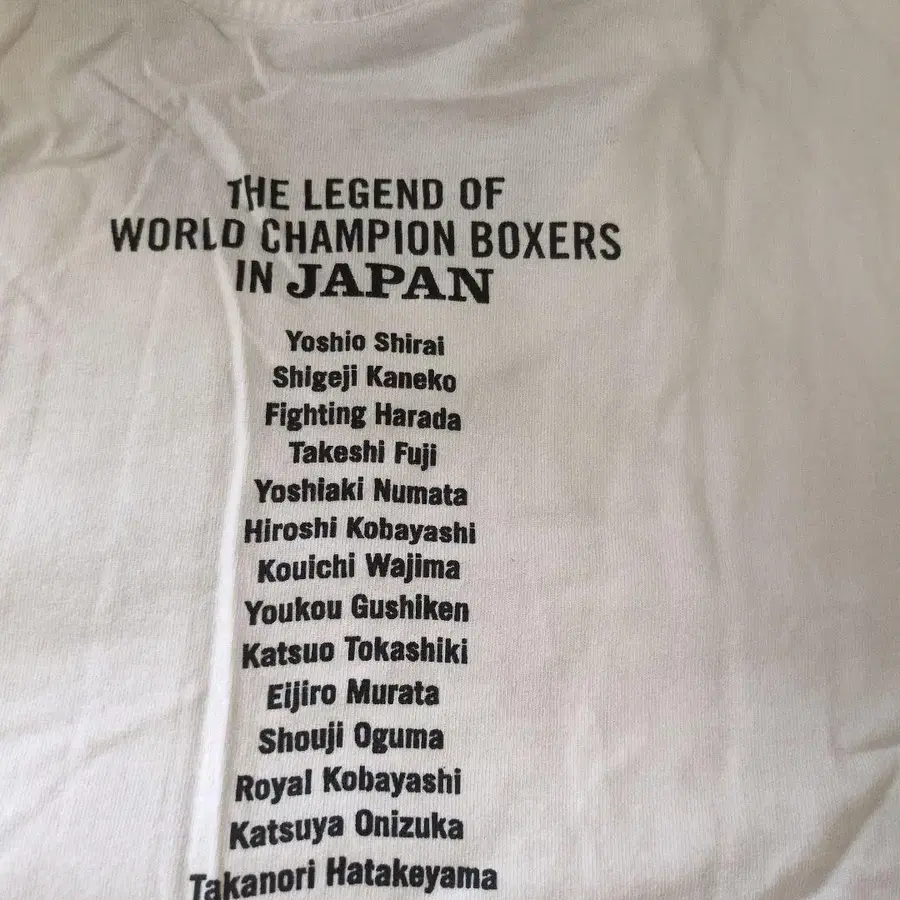 THE LEGEND OF
WORLD CHAMPION BOXERS
IN JAPAN
Yoshio Shirai
Shigeji Kaneko
Fighting Harada
Takeshi Fuji
Yoshiaki Numata
Hiroshi Kobayashi
Kouichi Wajima
Youkou Gushiken
Katsuo Tokashiki
Eijiro Murata
Shouji Oguma
Royal Kobayashi
Katsuya Onizuka
Takanori Hatakeyama